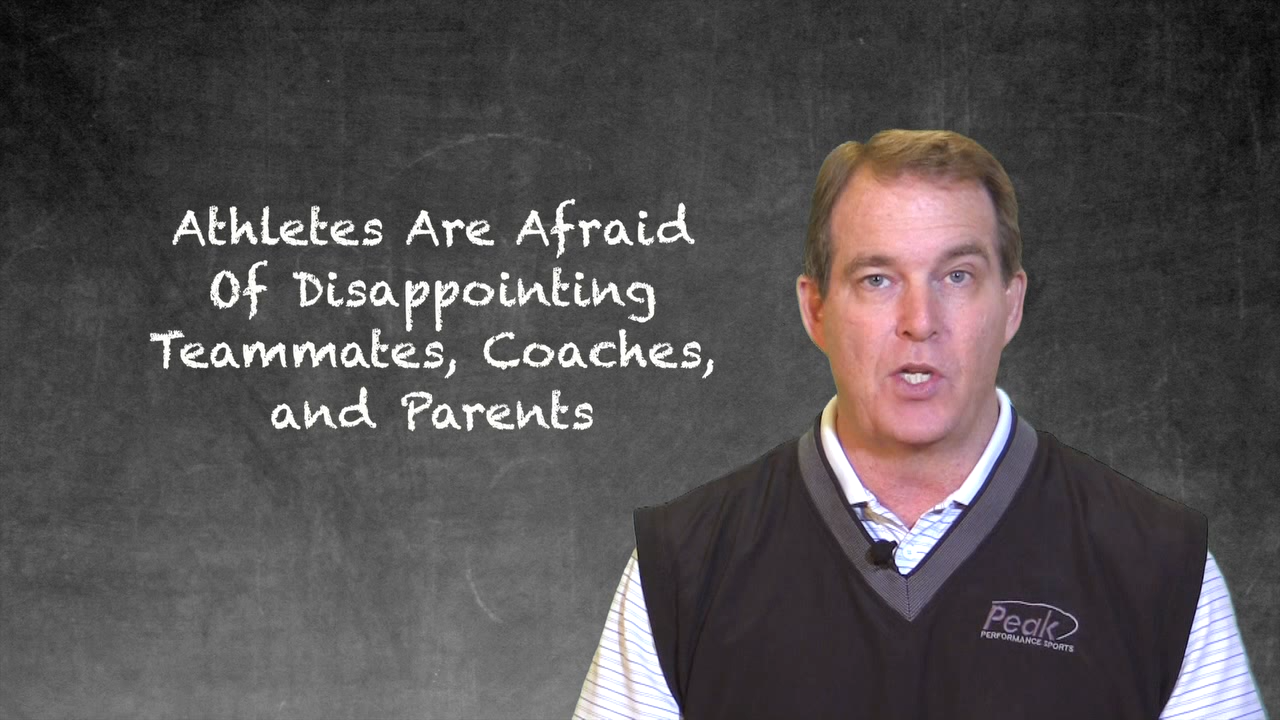 Athletes Are Afraid
Of Disappointing
Teammates, Coaches,
and Parents
Peak
PERFORMANCE SPORTS